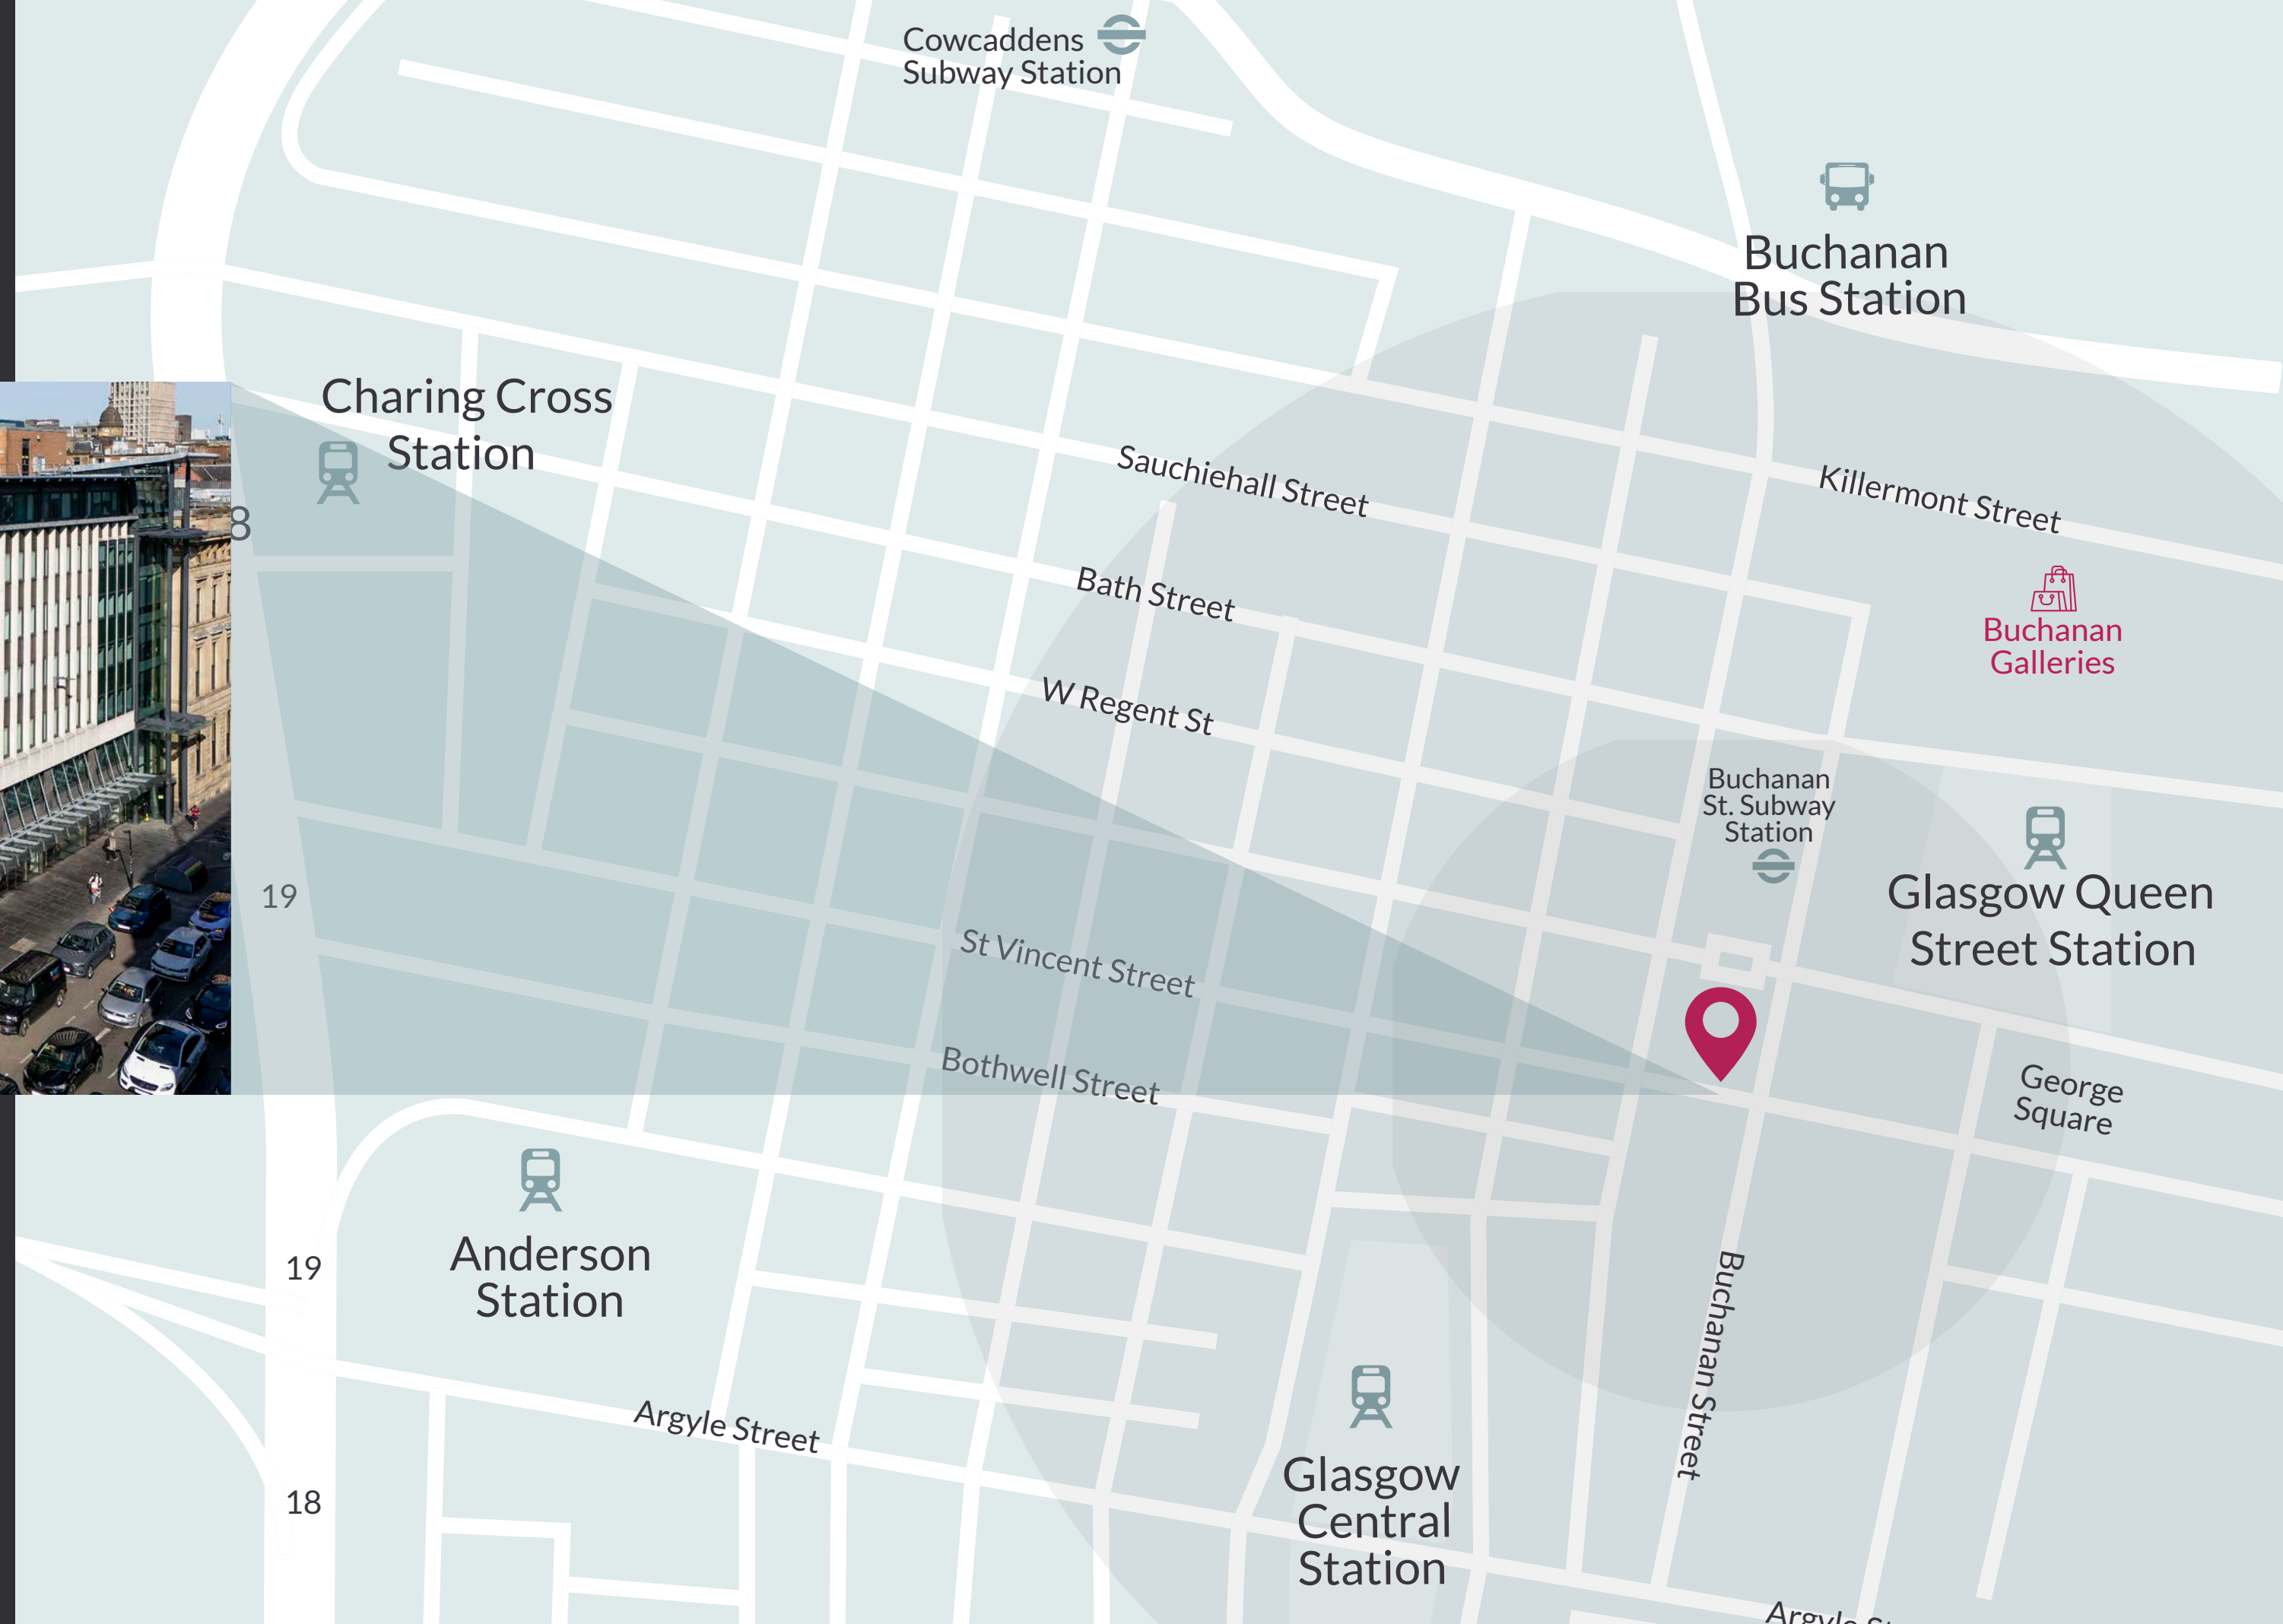 Cowcaddens
Subway Station
Buchanan
Bus Station
Charing Cross
Station
Sauchiehall Street
Killermont Street
8
Bath Street
Buchanan
Galleries
W Regent St
Buchanan
St. Subway
Station
19
Glasgow Queen
Street Station
St Vincent Street
Bothwell Street
George
Square
Anderson
Station
19
Buchanan Street
Argyle Street
Glasgow
Central
Station
18